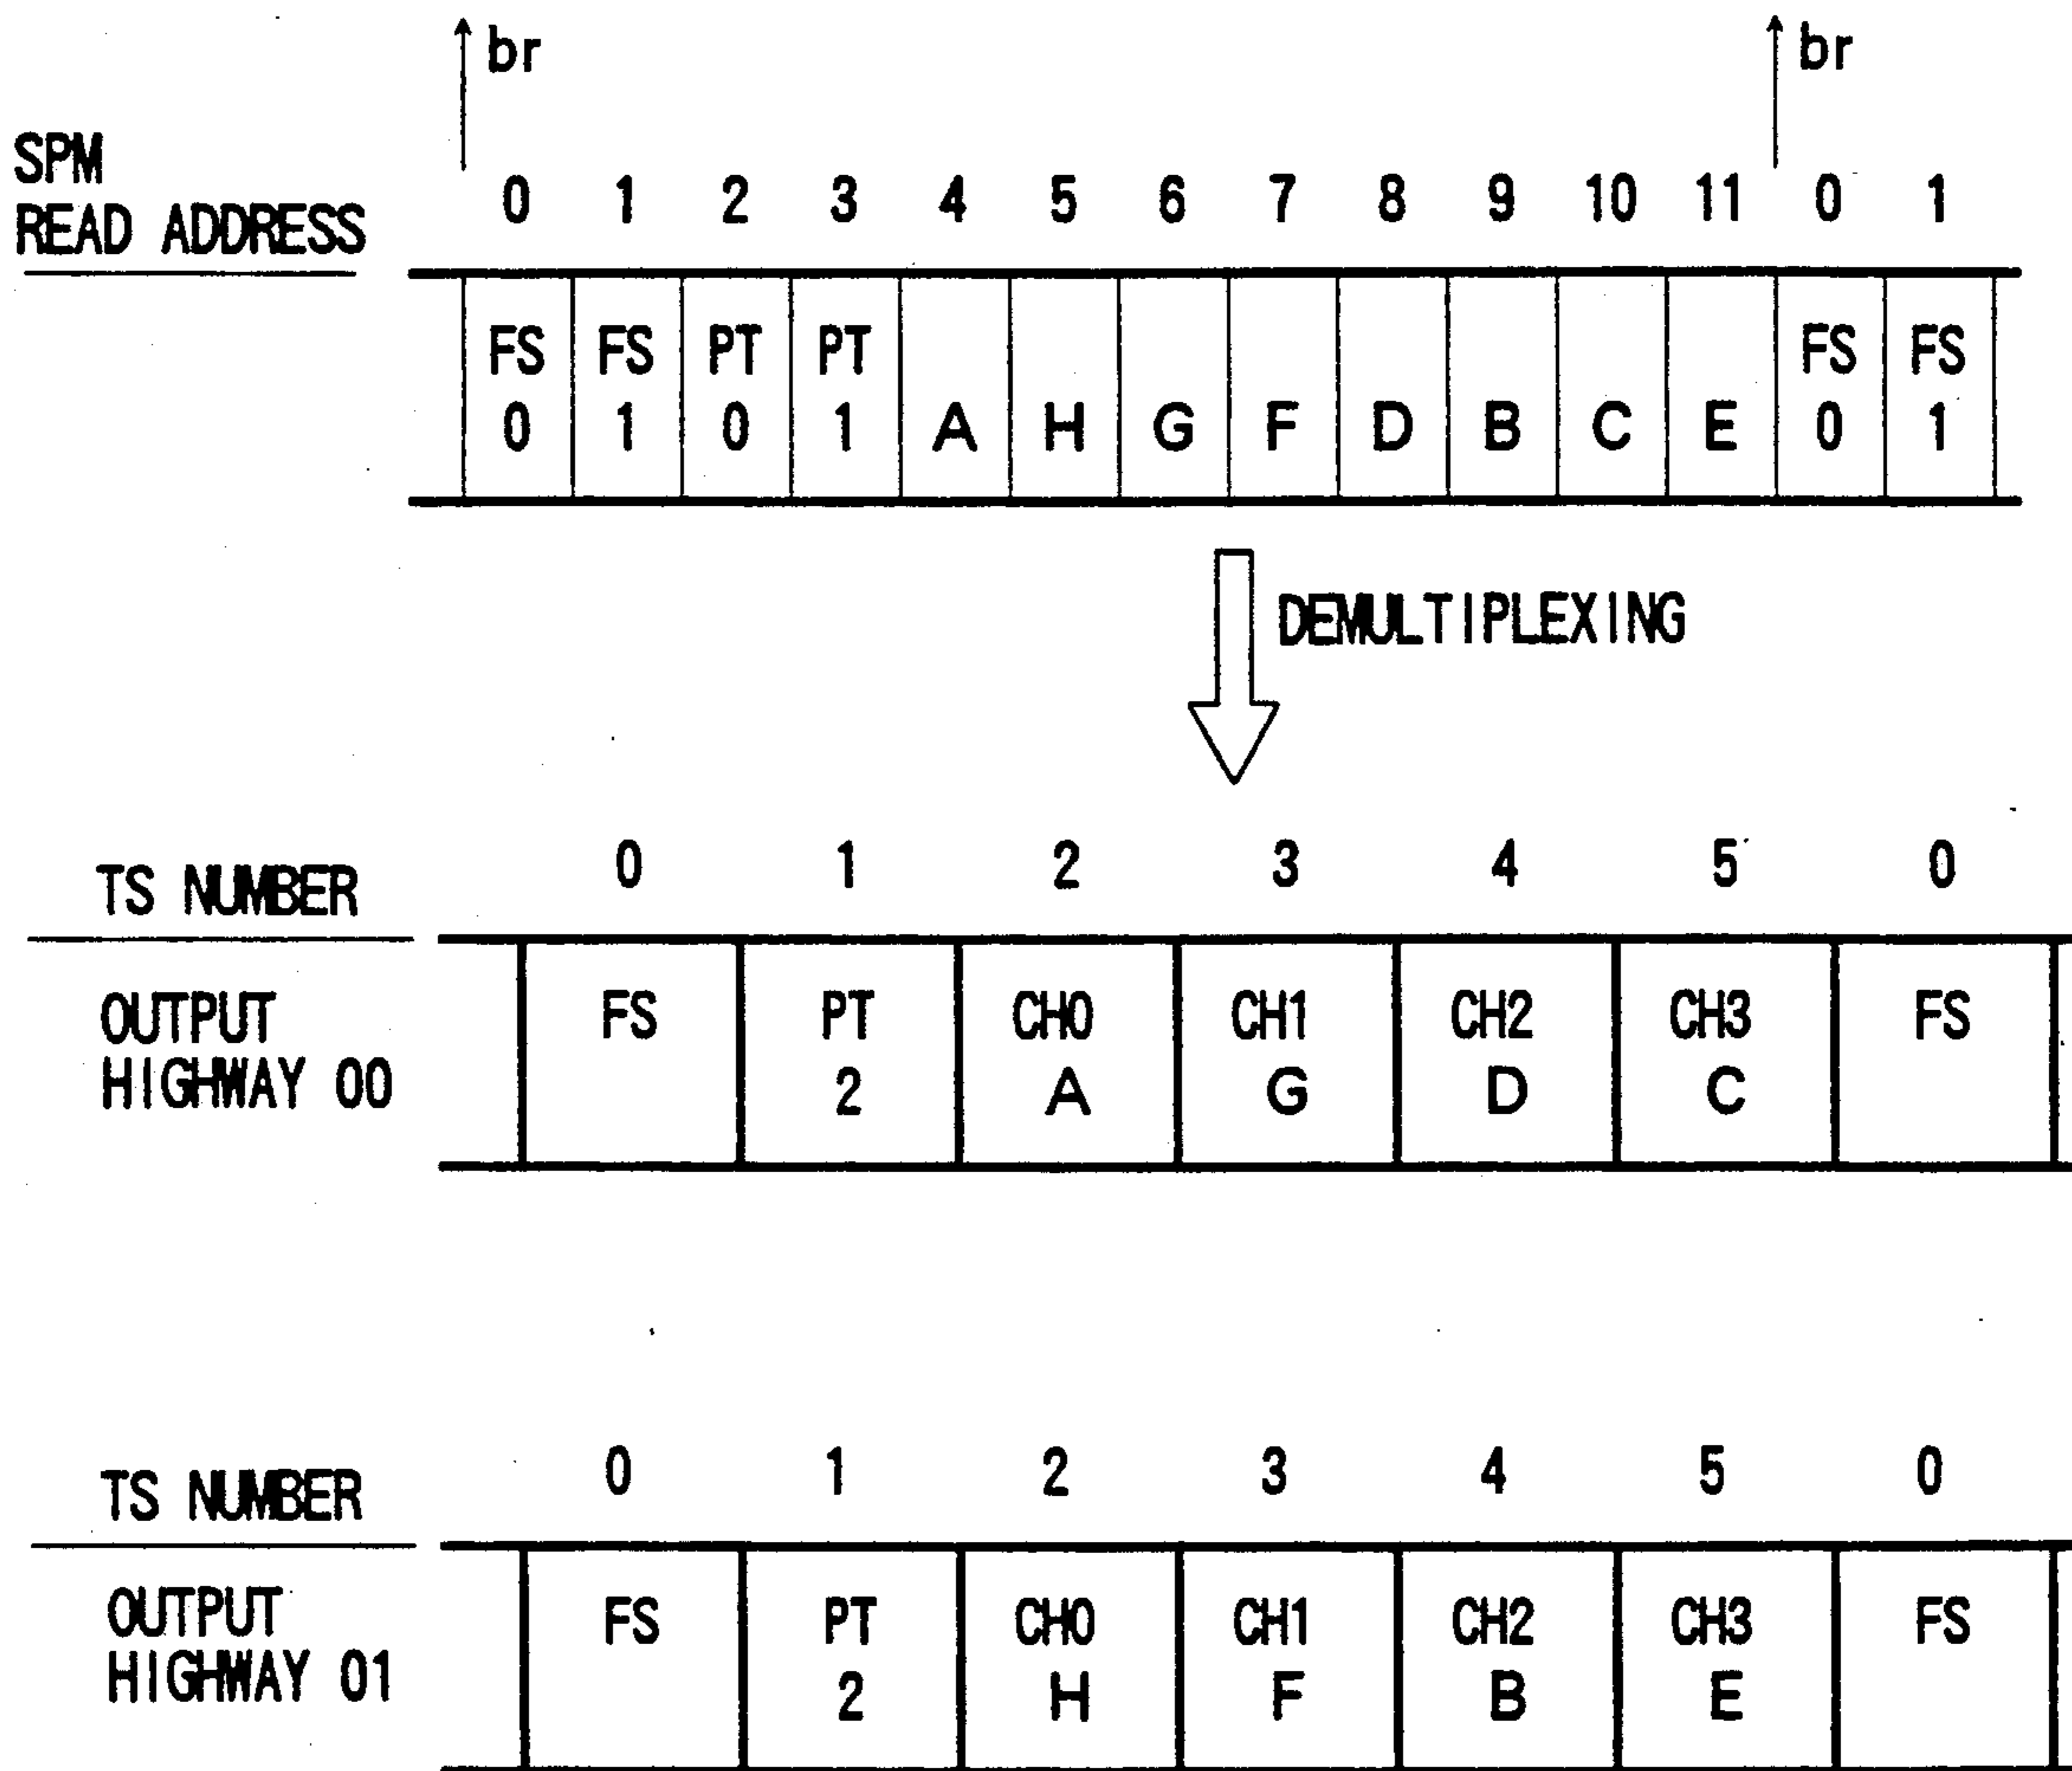 br br
SPM
READ ADDRESS 0 1 2 3 4 5 6 7 8 9 10 11 0 1
FS FS PT PT FS FS
0 1 0 1 A H G F D B C E 0 1
DEMULTIPLEXING
TS NUMBER 0 1 2 3 4 5 0
OUTPUT FS PT CH0 CH1 CH2 CH3 FS
HIGHWAY 00 2 A G D C
TS NUMBER 0 1 2 3 4 5 0
OUTPUT FS PT CH0 CH1 CH2 CH3 FS
HIGHWAY 01 2 H F B E